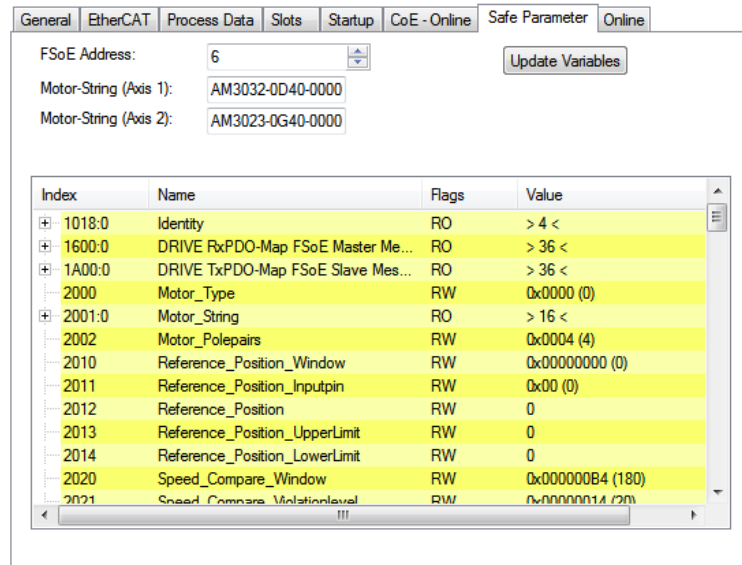 General EtherCAT Process Data Slots Startup CoE - Online Safe Parameter Online
FSoE Address: 6 Update Variables
Motor-String (Axis 1): AM3032-0D40-0000
Motor-String (Axis 2): AM3023-0G40-0000
Index Name Flags Value
1018:0 Identity RO > 4 <
1600:0 DRIVE RxPDO-Map FSoE Master Me... RO > 36 <
1A00:0 DRIVE TxPDO-Map FSoE Slave Mes... RO > 36 <
2000 Motor_Type RW 0x0000 (0)
2001:0 Motor_String RO > 16 <
2002 Motor_Polepairs RW 0x0004 (4)
2010 Reference_Position_Window RW 0x00000000 (0)
2011 Reference_Position_Inputpin RW 0x00 (0)
2012 Reference_Position RW 0
2013 Reference_Position_UpperLimit RW 0
2014 Reference_Position_LowerLimit RW 0
2020 Speed_Compare_Window RW 0x000000B4 (180)
2021 Speed_Compare_Violationlevel RW 0x00000014 (20)